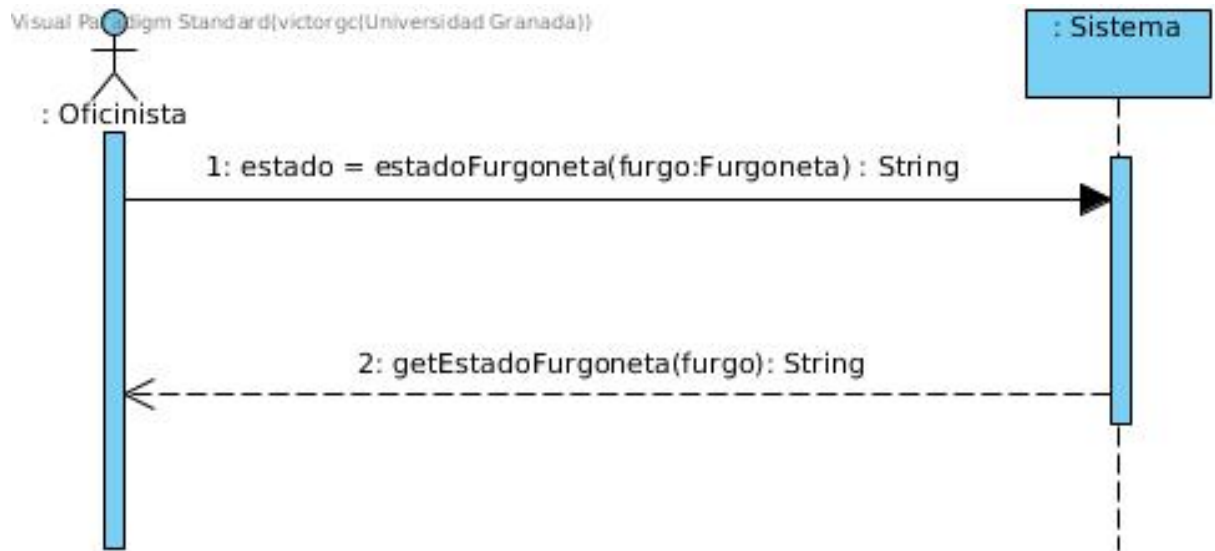 Visual Paradigm Standard(victorgc(Universidad Granada))
: Sistema
: Oficinista
1: estado = estadoFurgoneta(furgo:Furgoneta) : String
2: getEstadoFurgoneta(furgo): String